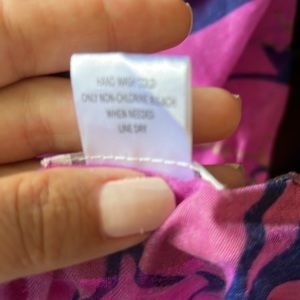 HAND WASH COLD
ONLY NON-CHLORINE BLEACH
WHEN NEEDED
LINE DRY